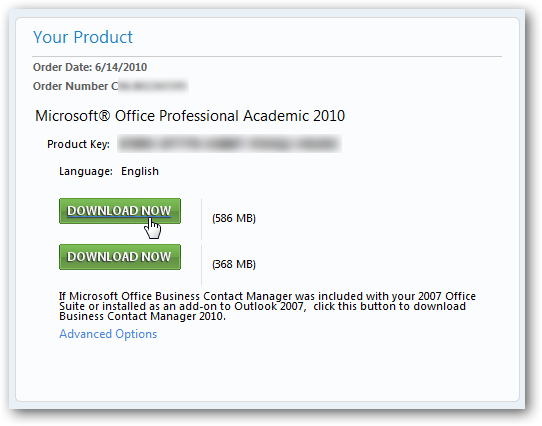 Your Product
Order Date: 6/14/2010
Order Number C
Microsoft® Office Professional Academic 2010
Product Key:
Language: English
DOWNLOAD NOW (586 MB)
DOWNLOAD NOW (368 MB)
If Microsoft Office Business Contact Manager was included with your 2007 Office
Suite or installed as an add-on to Outlook 2007, click this button to download
Business Contact Manager 2010.
Advanced Options